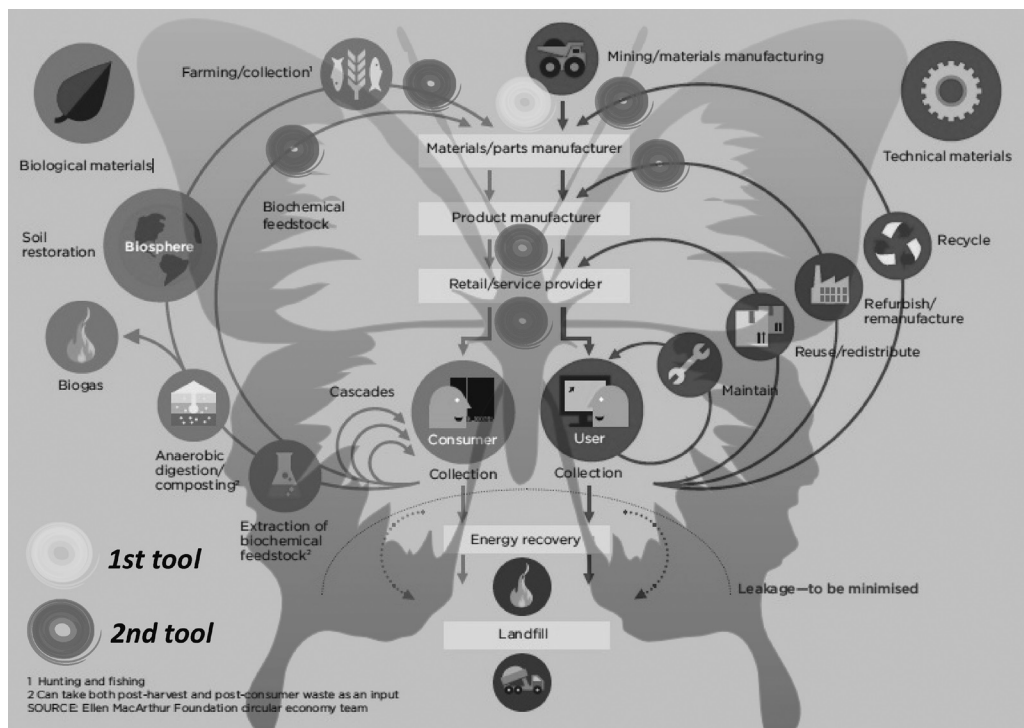 Farming/collection¹
Mining/materials manufacturing
Biological materials
Materials/parts manufacturer
Technical materials
Biochemical
feedstock
Product manufacturer
Soil
restoration
Biosphere
Recycle
Retail/service provider
Refurbish/
remanufacture
Reuse/redistribute
Biogas
Cascades
Maintain
Consumer
User
Anaerobic
digestion/
composting²
Collection
Collection
Extraction of
biochemical
feedstock²
Energy recovery
1st tool
Leakage—to be minimised
2nd tool
Landfill
1 Hunting and fishing
2 Can take both post-harvest and post-consumer waste as an input
SOURCE: Ellen MacArthur Foundation circular economy team